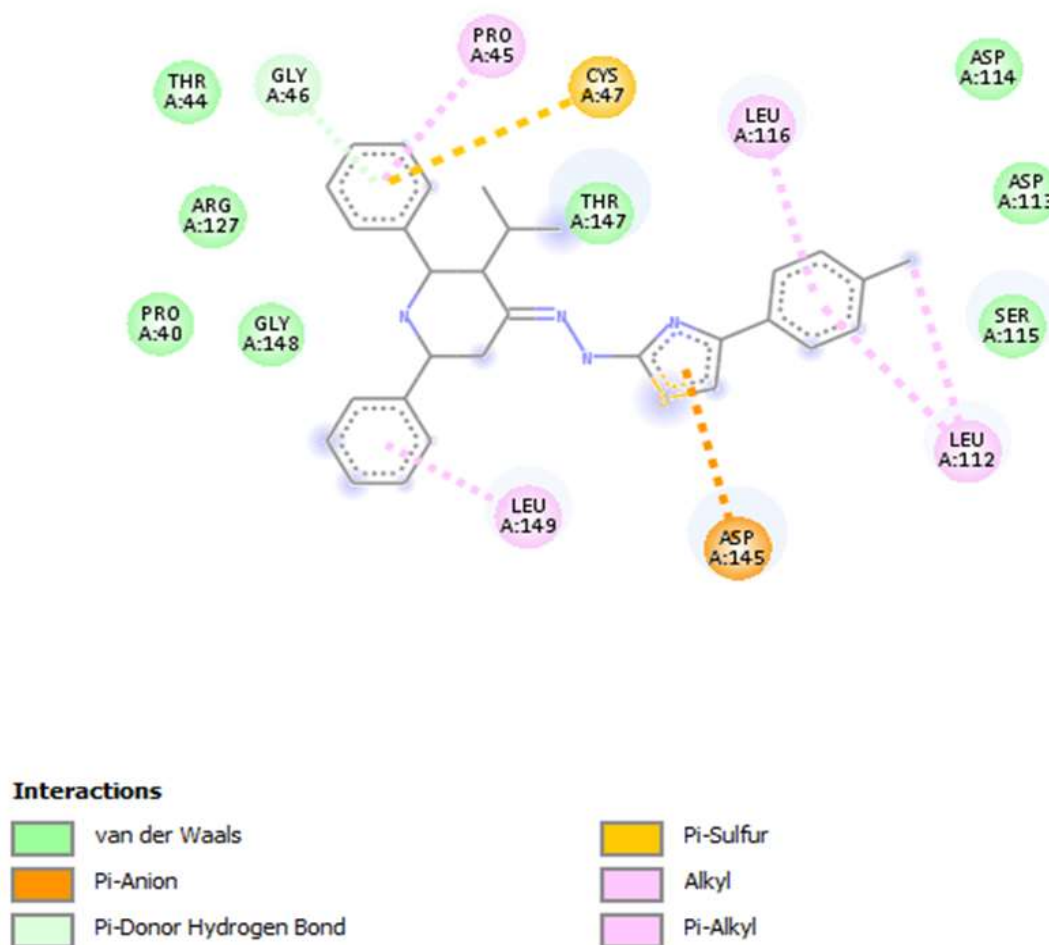 PRO
A:45
THR
A:44
GLY
A:46
CYS
A:47
ASP
A:114
LEU
A:116
ARG
A:127
THR
A:147
ASP
A:113
PRO
A:40
GLY
A:148
SER
A:115
N
N
N
N
N
S
LEU
A:112
LEU
A:149
ASP
A:145
Interactions
van der Waals
Pi-Anion
Pi-Donor Hydrogen Bond
Pi-Sulfur
Alkyl
Pi-Alkyl